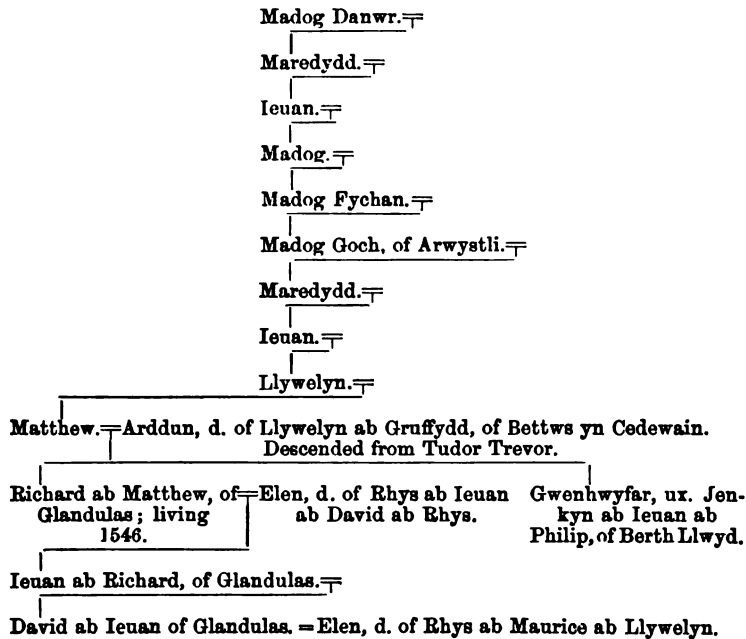 Madog Danwr.
Maredydd.
Ieuan.
Madog.
Madog Fychan.
Madog Goch, of Arwystli.
Maredydd.
Ieuan.
Llywelyn.
Matthew.=Arddun, d. of Llywelyn ab Gruffydd, of Bettws yn Cedewain.
Descended from Tudor Trevor.
Richard ab Matthew, of=Elen, d. of Rhys ab Ieuan Gwenhwyfar, ux. Jen-
Glandulas; living ab David ab Rhys. kyn ab Ieuan ab
1546. Philip, of Berth Llwyd.
Ieuan ab Richard, of Glandulas.
David ab Ieuan of Glandulas.=Elen, d. of Rhys ab Maurice ab Llywelyn.